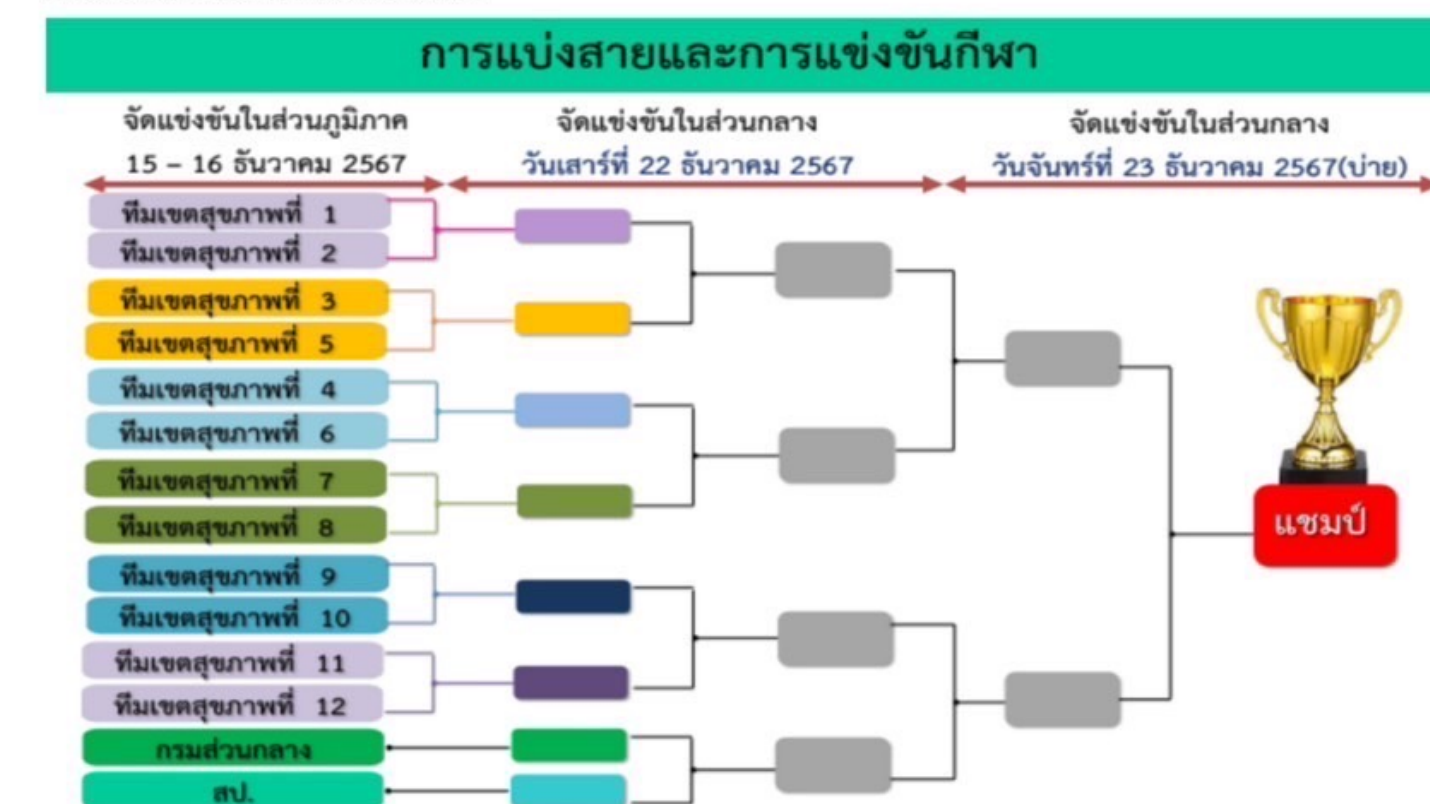 การแบ่งสายและการแข่งขันกีฬา
จัดแข่งขันในส่วนภูมิภาค
15 – 16 ธันวาคม 2567
จัดแข่งขันในส่วนกลาง
วันเสาร์ที่ 22 ธันวาคม 2567
จัดแข่งขันในส่วนกลาง
วันจันทร์ที่ 23 ธันวาคม 2567(บ่าย)
ทีมเขตสุขภาพที่ 1
ทีมเขตสุขภาพที่ 2
ทีมเขตสุขภาพที่ 3
ทีมเขตสุขภาพที่ 5
ทีมเขตสุขภาพที่ 4
ทีมเขตสุขภาพที่ 6
ทีมเขตสุขภาพที่ 7
ทีมเขตสุขภาพที่ 8
ทีมเขตสุขภาพที่ 9
ทีมเขตสุขภาพที่ 10
ทีมเขตสุขภาพที่ 11
ทีมเขตสุขภาพที่ 12
กรมส่วนกลาง
สป.
แชมป์